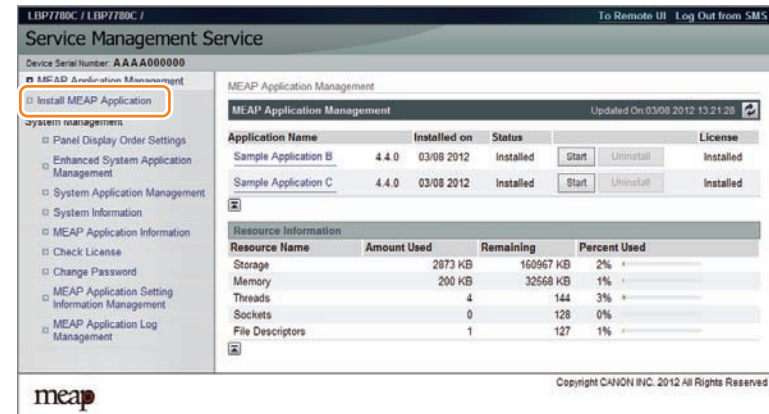 LBP7780C / LBP7780C /
To Remote UI Log Out from SMS
Service Management Service
Device Serial Number: AAAA000000
MEAP Application Management
Install MEAP Application
System Management
Panel Display Order Settings
Enhanced System Application
Management
System Application Management
System Information
MEAP Application Information
Check License
Change Password
MEAP Application Setting
Information Management
MEAP Application Log
Management
MEAP Application Management
MEAP Application Management Updated On:03/08 2012 13:21:28
Application Name Installed on Status License
Sample Application B 4.4.0 03/08 2012 Installed Start Uninstall Installed
Sample Application C 4.4.0 03/08 2012 Installed Start Uninstall Installed
Resource Information
Resource Name Amount Used Remaining Percent Used
Storage 2873 KB 160967 KB 2%
Memory 200 KB 32568 KB 1%
Threads 4 144 3%
Sockets 0 128 0%
File Descriptors 1 127 1%
Copyright CANON INC. 2012 All Rights Reserved
meap